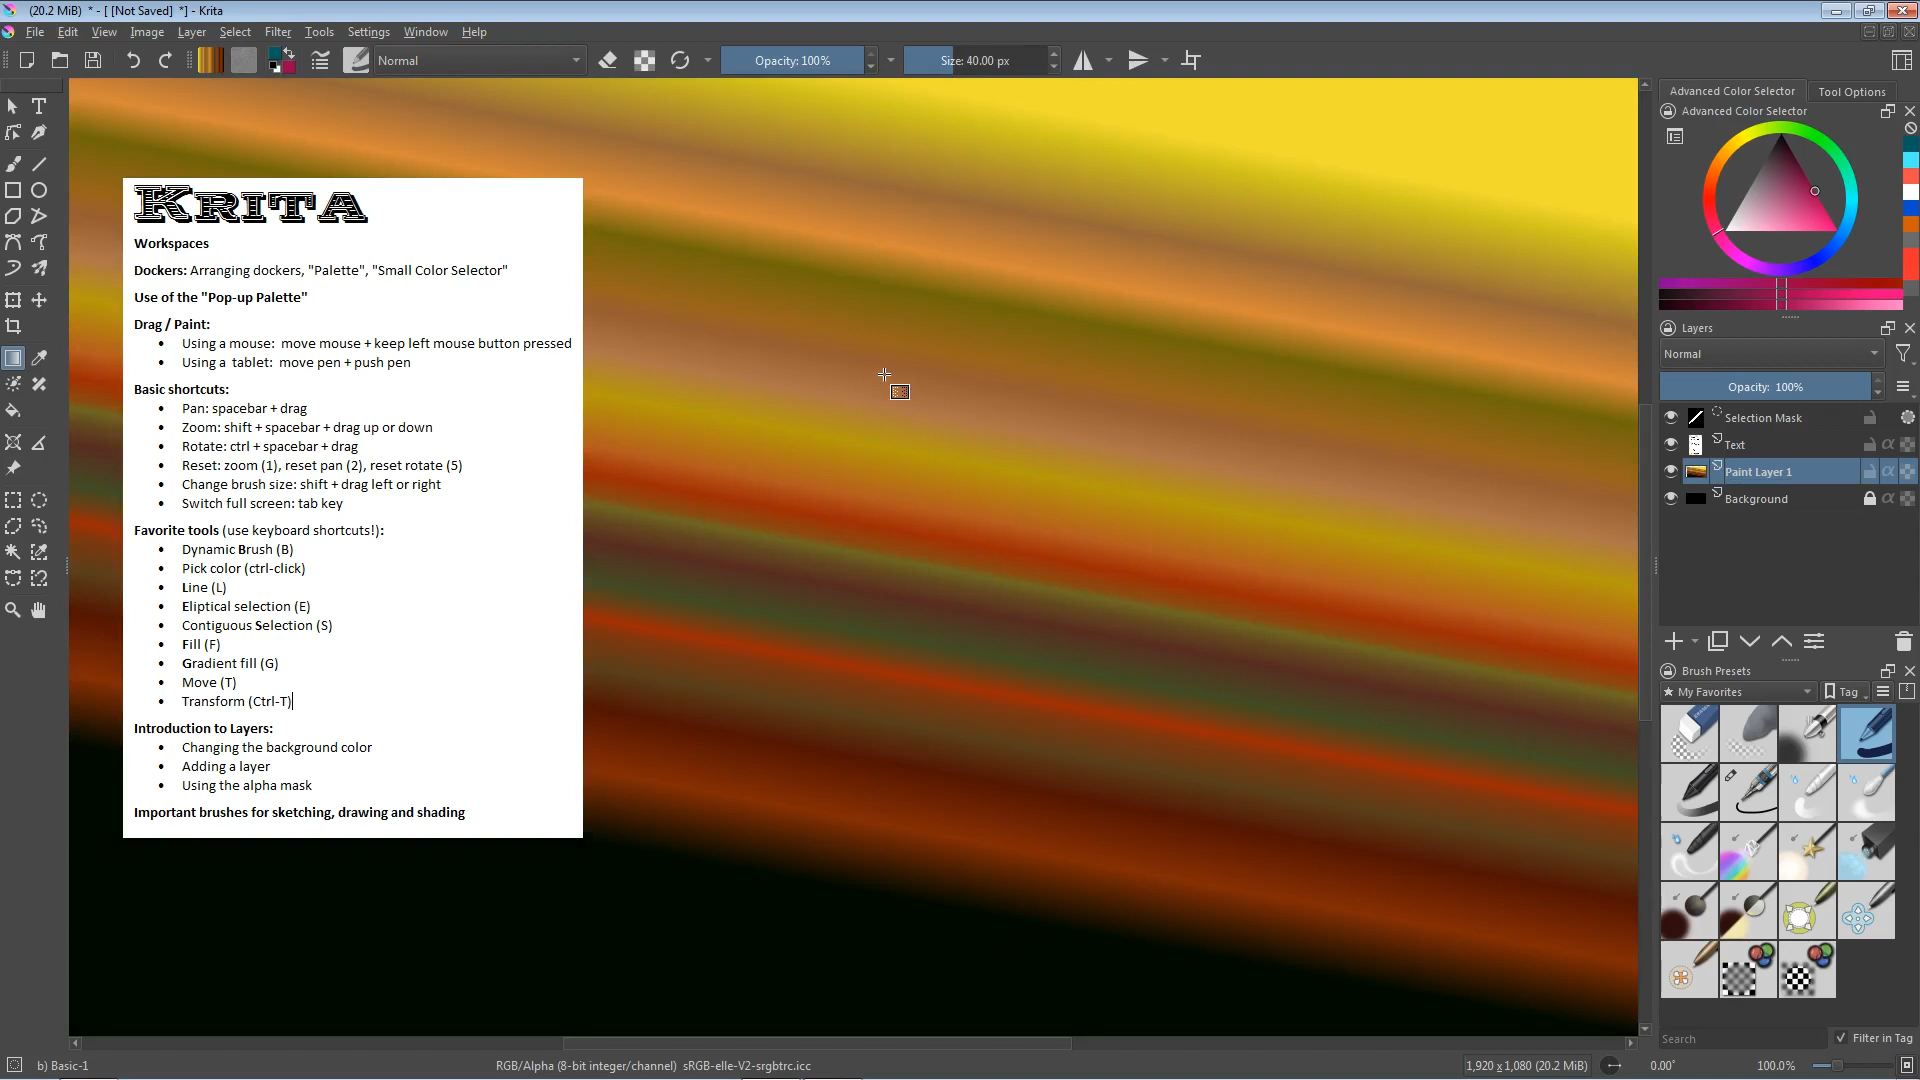 (20.2 MiB)  * - [ [Not Saved]  *] - Krita
File Edit View Image Layer Select Filter Tools Settings Window Help
Normal
Opacity: 100%
Size: 40.00 px
Advanced Color Selector
Tool Options
Advanced Color Selector
KRITA
Workspaces
Dockers: Arranging dockers, "Palette", "Small Color Selector"
Use of the "Pop-up Palette"
Drag / Paint:
• Using a mouse:  move mouse + keep left mouse button pressed
• Using a  tablet:  move pen + push pen
Basic shortcuts:
• Pan: spacebar + drag
• Zoom: shift + spacebar + drag up or down
• Rotate: ctrl + spacebar + drag
• Reset: zoom (1), reset pan (2), reset rotate (5)
• Change brush size: shift + drag left or right
• Switch full screen: tab key
Favorite tools (use keyboard shortcuts!):
• Dynamic Brush (B)
• Pick color (ctrl-click)
• Line (L)
• Eliptical selection (E)
• Contiguous Selection (S)
• Fill (F)
• Gradient fill (G)
• Move (T)
• Transform (Ctrl-T)
Introduction to Layers:
• Changing the background color
• Adding a layer
• Using the alpha mask
Important brushes for sketching, drawing and shading
Layers
Normal
Opacity:  100%
Selection Mask
Text
Paint Layer 1
Background
Brush Presets
My Favorites
Tag
Search
Filter in Tag
b) Basic-1
RGB/Alpha (8-bit integer/channel)  sRGB-elle-V2-srgbtrc.icc
1,920 x 1,080 (20.2 MiB)
0.00°
100.0%